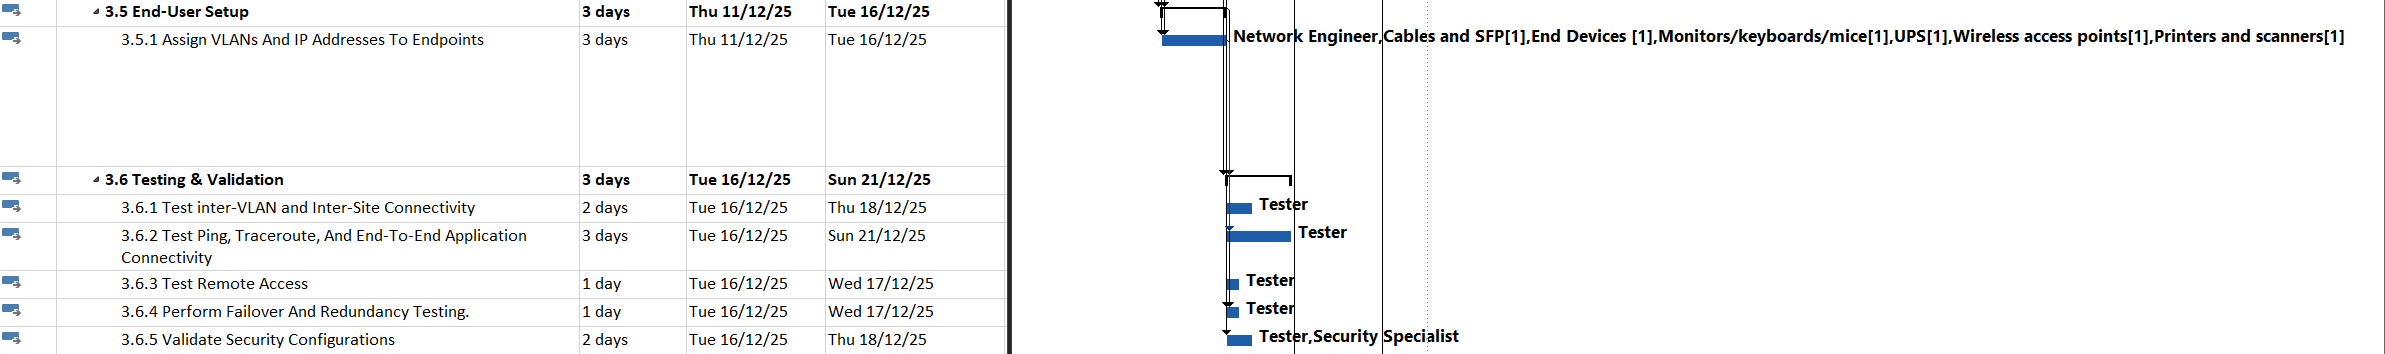 3.5 End-User Setup 3 days Thu 11/12/25 Tue 16/12/25
3.5.1 Assign VLANs And IP Addresses To Endpoints 3 days Thu 11/12/25 Tue 16/12/25 Network Engineer,Cables and SFP[1],End Devices [1],Monitors/keyboards/mice[1],UPS[1],Wireless access points[1],Printers and scanners[1]
3.6 Testing & Validation 3 days Tue 16/12/25 Sun 21/12/25
3.6.1 Test inter-VLAN and Inter-Site Connectivity 2 days Tue 16/12/25 Thu 18/12/25 Tester
3.6.2 Test Ping, Traceroute, And End-To-End Application 3 days Tue 16/12/25 Sun 21/12/25 Tester
Connectivity
3.6.3 Test Remote Access 1 day Tue 16/12/25 Wed 17/12/25 Tester
3.6.4 Perform Failover And Redundancy Testing. 1 day Tue 16/12/25 Wed 17/12/25 Tester
3.6.5 Validate Security Configurations 2 days Tue 16/12/25 Thu 18/12/25 Tester,Security Specialist